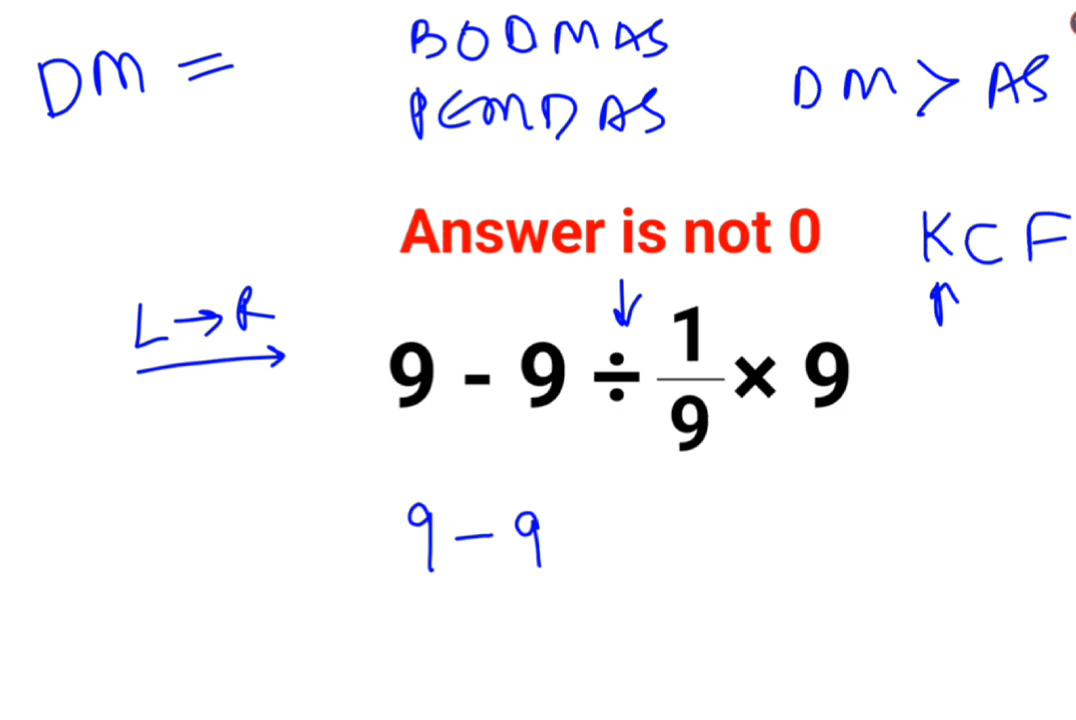 DM =
BODMAS
PEMDAS
DM > AS
Answer is not 0
KCF
↑
L→R
↓
9 - 9 ÷ 1/9 × 9
9 - 9